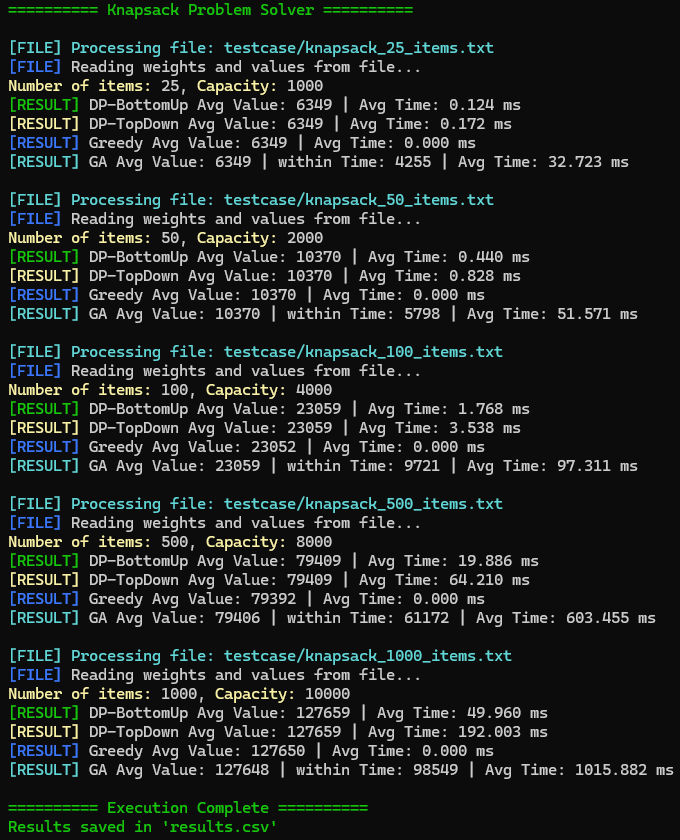 ========== Knapsack Problem Solver ==========
[FILE] Processing file: testcase/knapsack_25_items.txt
[FILE] Reading weights and values from file...
Number of items: 25, Capacity: 1000
[RESULT] DP-BottomUp Avg Value: 6349 | Avg Time: 0.124 ms
[RESULT] DP-TopDown Avg Value: 6349 | Avg Time: 0.172 ms
[RESULT] Greedy Avg Value: 6349 | Avg Time: 0.000 ms
[RESULT] GA Avg Value: 6349 | within Time: 4255 | Avg Time: 32.723 ms
[FILE] Processing file: testcase/knapsack_50_items.txt
[FILE] Reading weights and values from file...
Number of items: 50, Capacity: 2000
[RESULT] DP-BottomUp Avg Value: 10370 | Avg Time: 0.440 ms
[RESULT] DP-TopDown Avg Value: 10370 | Avg Time: 0.828 ms
[RESULT] Greedy Avg Value: 10370 | Avg Time: 0.000 ms
[RESULT] GA Avg Value: 10370 | within Time: 5798 | Avg Time: 51.571 ms
[FILE] Processing file: testcase/knapsack_100_items.txt
[FILE] Reading weights and values from file...
Number of items: 100, Capacity: 4000
[RESULT] DP-BottomUp Avg Value: 23059 | Avg Time: 1.768 ms
[RESULT] DP-TopDown Avg Value: 23059 | Avg Time: 3.538 ms
[RESULT] Greedy Avg Value: 23052 | Avg Time: 0.000 ms
[RESULT] GA Avg Value: 23059 | within Time: 9721 | Avg Time: 97.311 ms
[FILE] Processing file: testcase/knapsack_500_items.txt
[FILE] Reading weights and values from file...
Number of items: 500, Capacity: 8000
[RESULT] DP-BottomUp Avg Value: 79409 | Avg Time: 19.886 ms
[RESULT] DP-TopDown Avg Value: 79409 | Avg Time: 64.210 ms
[RESULT] Greedy Avg Value: 79392 | Avg Time: 0.000 ms
[RESULT] GA Avg Value: 79406 | within Time: 61172 | Avg Time: 603.455 ms
[FILE] Processing file: testcase/knapsack_1000_items.txt
[FILE] Reading weights and values from file...
Number of items: 1000, Capacity: 10000
[RESULT] DP-BottomUp Avg Value: 127659 | Avg Time: 49.960 ms
[RESULT] DP-TopDown Avg Value: 127659 | Avg Time: 192.003 ms
[RESULT] Greedy Avg Value: 127650 | Avg Time: 0.000 ms
[RESULT] GA Avg Value: 127648 | within Time: 98549 | Avg Time: 1015.882 ms
========== Execution Complete ==========
Results saved in 'results.csv'